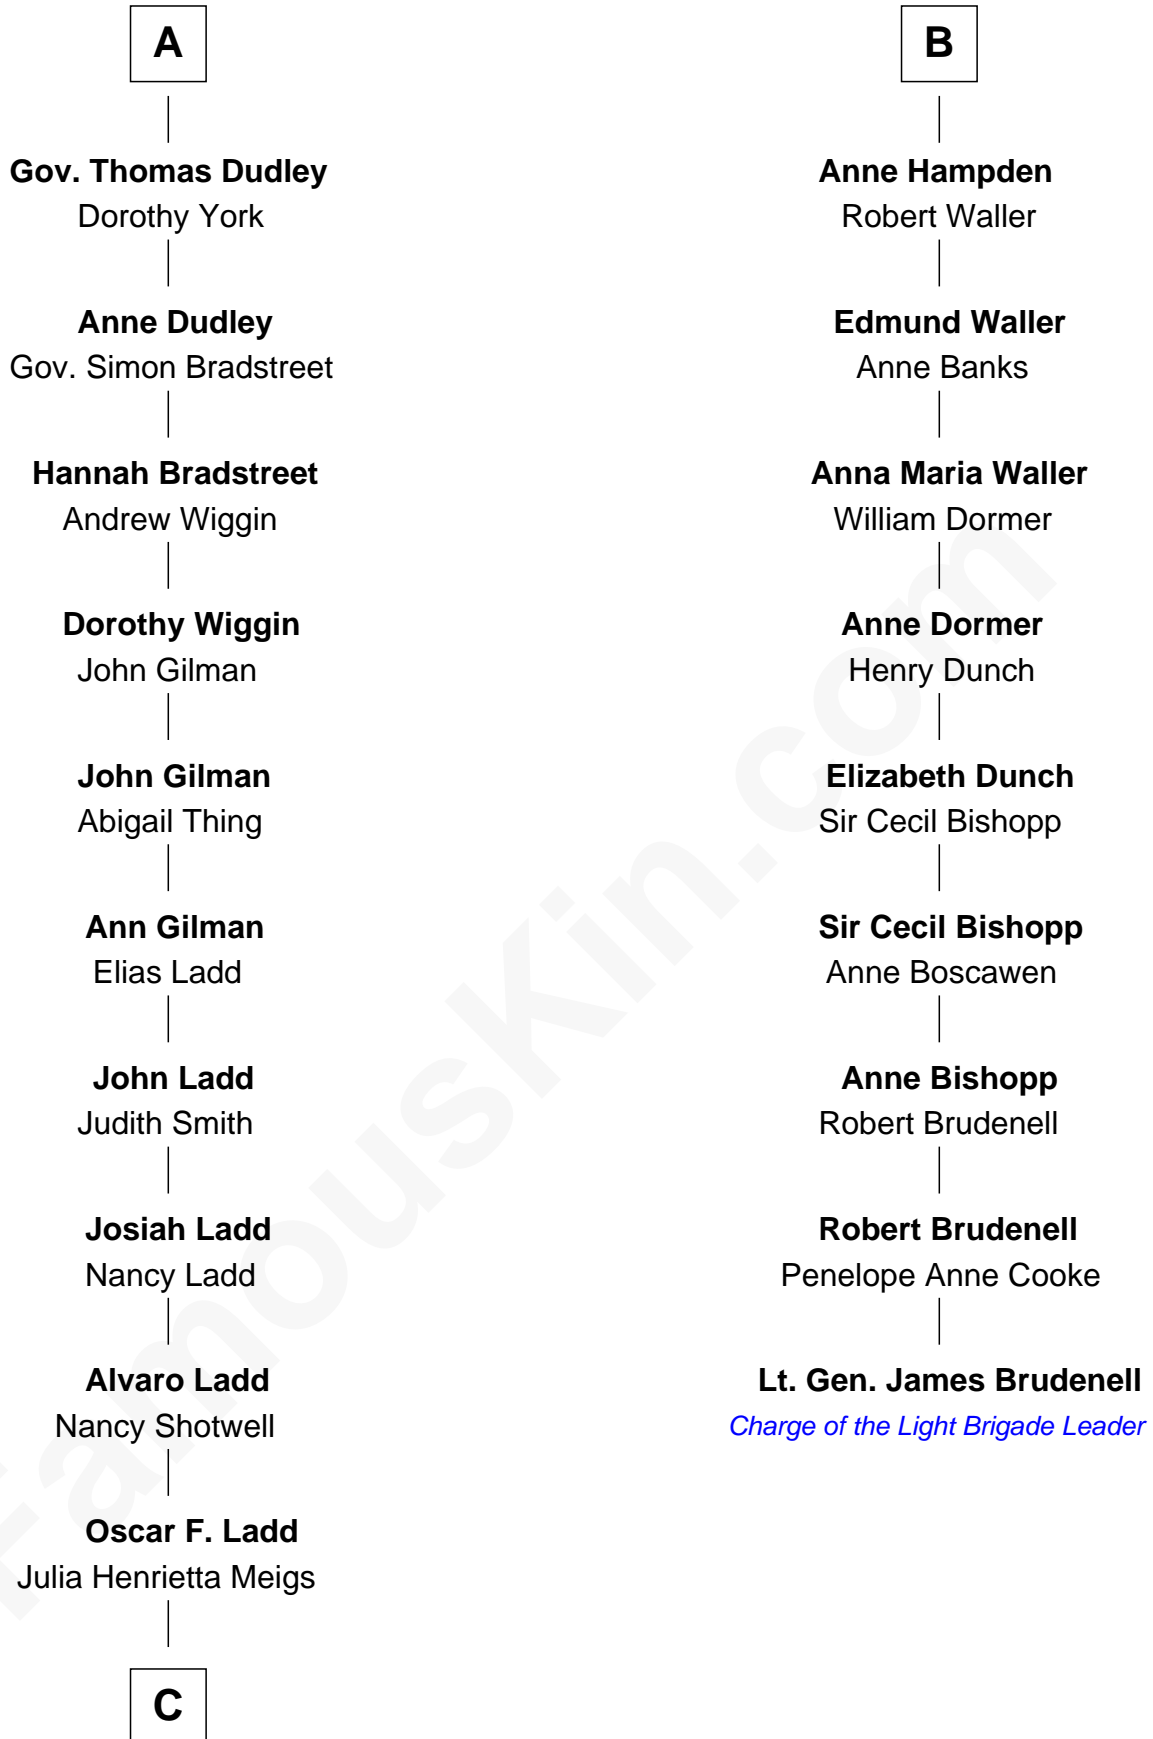 A
Gov. Thomas Dudley
Dorothy York
Anne Dudley
Gov. Simon Bradstreet
Hannah Bradstreet
Andrew Wiggin
Dorothy Wiggin
John Gilman
John Gilman
Abigail Thing
Ann Gilman
Elias Ladd
John Ladd
Judith Smith
Josiah Ladd
Nancy Ladd
Alvaro Ladd
Nancy Shotwell
Oscar F. Ladd
Julia Henrietta Meigs
C
B
Anne Hampden
Robert Waller
Edmund Waller
Anne Banks
Anna Maria Waller
William Dormer
Anne Dormer
Henry Dunch
Elizabeth Dunch
Sir Cecil Bishopp
Sir Cecil Bishopp
Anne Boscawen
Anne Bishopp
Robert Brudenell
Robert Brudenell
Penelope Anne Cooke
Lt. Gen. James Brudenell
Charge of the Light Brigade Leader
FamousKin.com